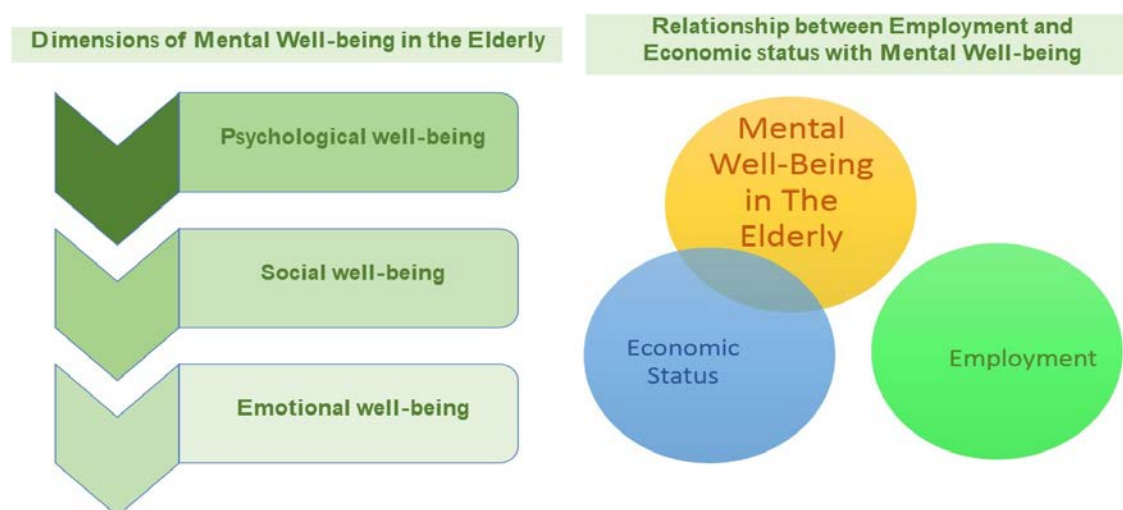 Dimensions of Mental Well-being in the Elderly
Psychological well-being
Social well-being
Emotional well-being
Relationship between Employment and
Economic status with Mental Well-being
Mental
Well-Being
in The
Elderly
Economic
Status
Employment